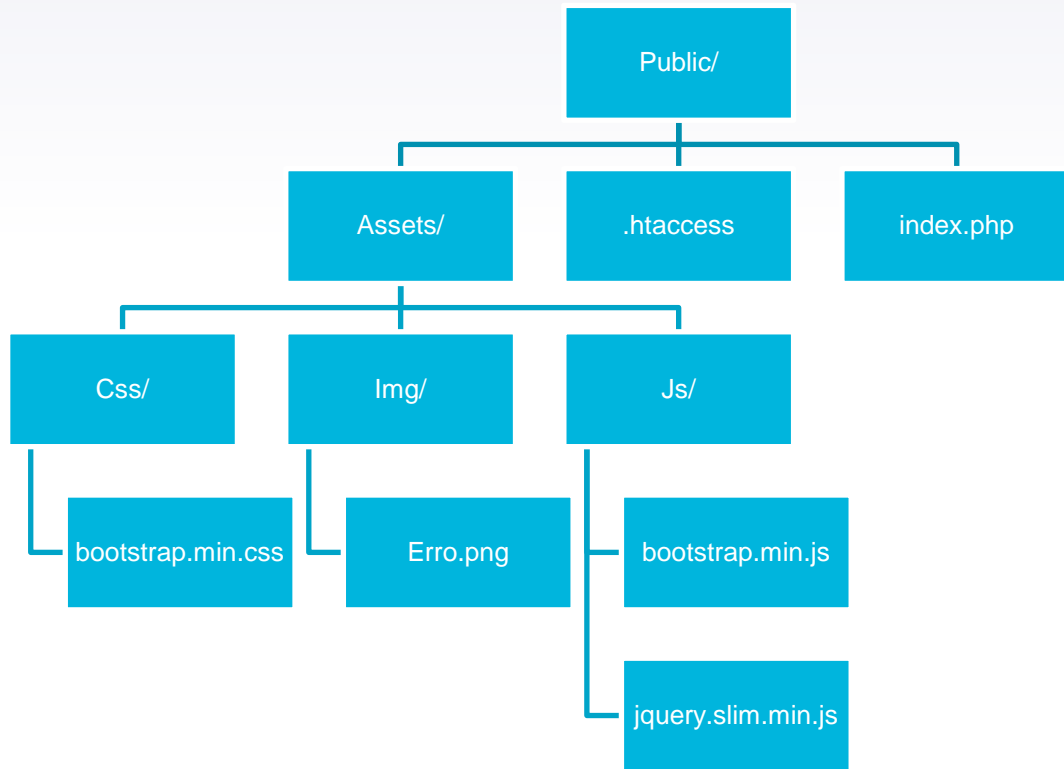 Public/
Assets/
.htaccess
index.php
Css/
Img/
Js/
bootstrap.min.css
Erro.png
bootstrap.min.js
jquery.slim.min.js